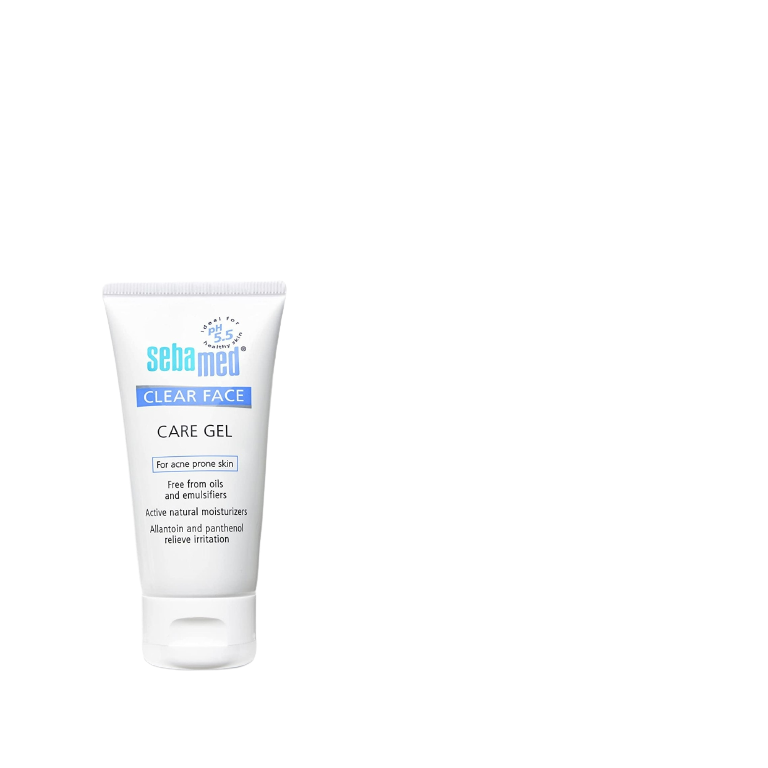 ideal for
pH
5.5
healthy skin
sebamed®
CLEAR FACE
CARE GEL
For acne prone skin
Free from oils
and emulsifiers
Active natural moisturizers
Allantoin and panthenol
relieve irritation